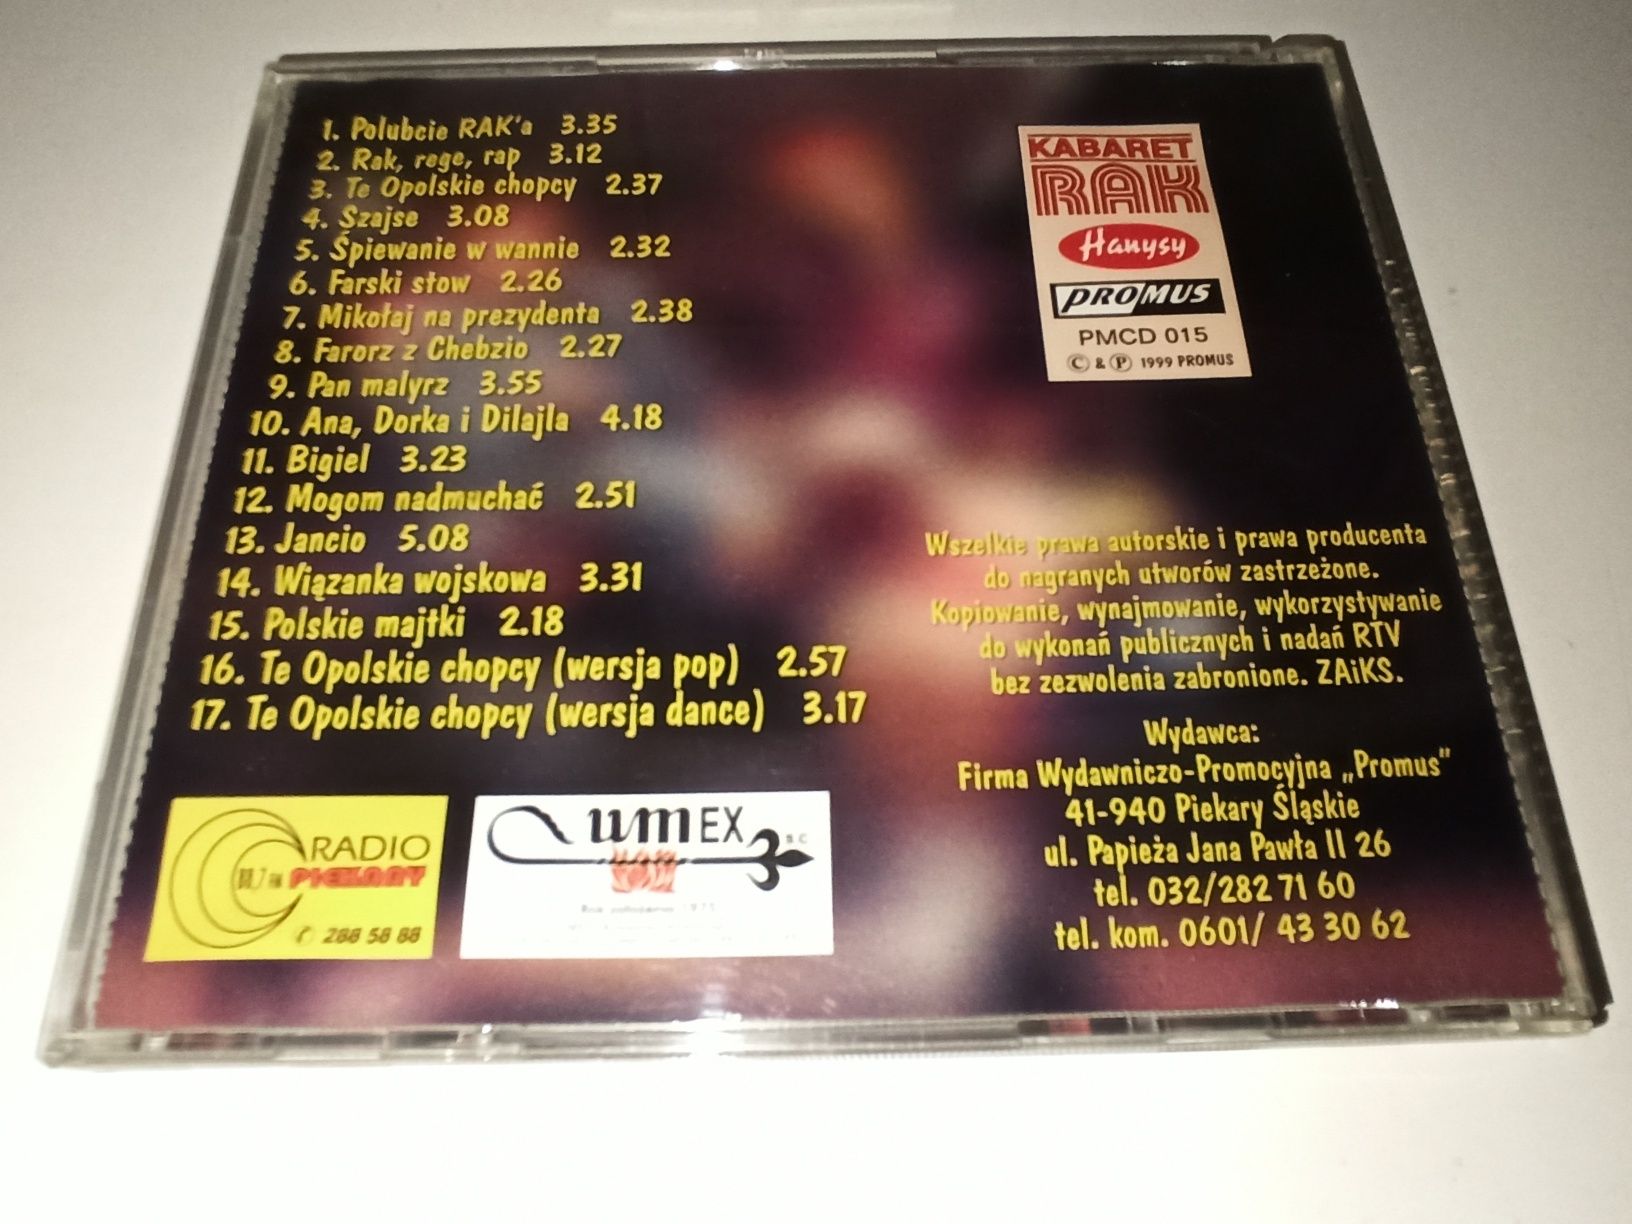 1. Polubcie RAK'a 3.35
2. Rak, rege, rap 3.12
3. Te Opolskie chopcy 2.37
4. Szajse 3.08
5. Śpiewanie w wannie 2.32
6. Farski stow 2.26
7. Mikołaj na prezydenta 2.38
8. Farorz z Chebzio 2.27
9. Pan malyrz 3.55
10. Ana, Dorka i Dilajla 4.18
11. Bigiel 3.23
12. Mogom nadmuchać 2.51
13. Jancio 5.08
14. Wiązanka wojskowa 3.31
15. Polskie majtki 2.18
16. Te Opolskie chopcy (wersja pop) 2.57
17. Te Opolskie chopcy (wersja dance) 3.17
KABARET
RAK
Hanysy
PROMUS
PMCD 015
© & Ⓟ 1999 PROMUS
Wszelkie prawa autorskie i prawa producenta
do nagranych utworów zastrzeżone.
Kopiowanie, wynajmowanie, wykorzystywanie
do wykonań publicznych i nadań RTV
bez zezwolenia zabronione. ZAiKS.
Wydawca:
Firma Wydawniczo-Promocyjna „Promus"
41-940 Piekary Śląskie
ul. Papieża Jana Pawła II 26
tel. 032/282 71 60
tel. kom. 0601/ 43 30 62
RADIO
PIEKARY
✆ 288 58 88
umEX
B.C
Rok założenia 1975